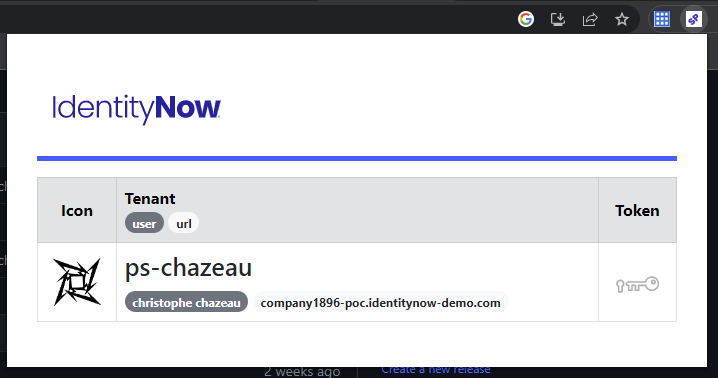 IdentityNow
Icon
Tenant
user url
Token
ps-chazeau
christophe chazeau company1896-poc.identitynow-demo.com
2 weeks ago
Create a new release